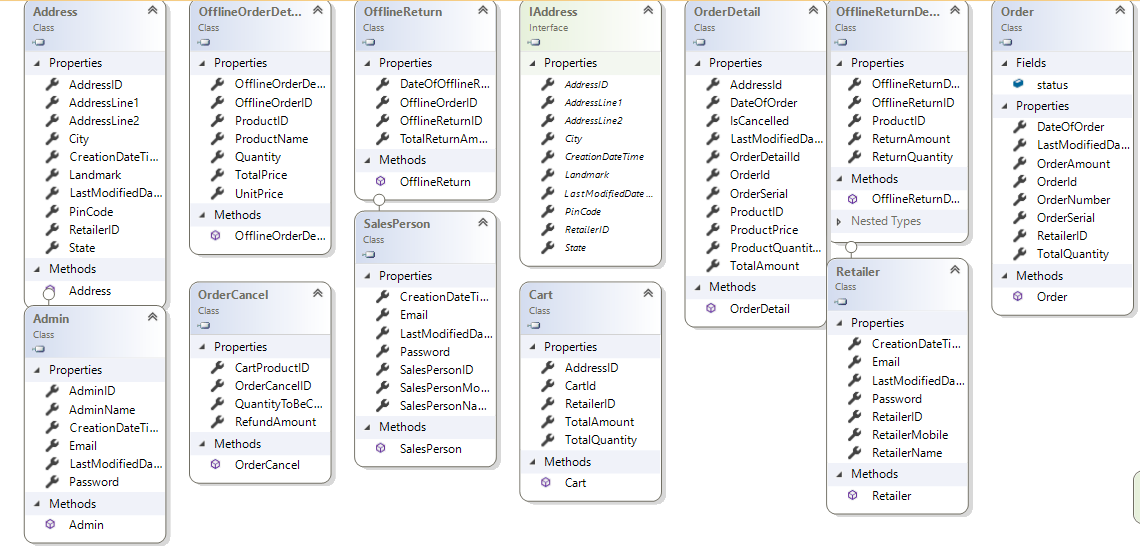 Address
Class
Properties
AddressID
AddressLine1
AddressLine2
City
CreationDateTi...
Landmark
LastModifiedDa...
PinCode
RetailerID
State
Methods
Address
Admin
Class
Properties
AdminID
AdminName
CreationDateTi...
Email
LastModifiedDa...
Password
Methods
Admin
OfflineOrderDet...
Class
Properties
OfflineOrderDe...
OfflineOrderID
ProductID
ProductName
Quantity
TotalPrice
UnitPrice
Methods
OfflineOrderDe...
OrderCancel
Class
Properties
CartProductID
OrderCancelID
QuantityToBeC...
RefundAmount
Methods
OrderCancel
OfflineReturn
Class
Properties
DateOfOfflineR...
OfflineOrderID
OfflineReturnID
TotalReturnAm...
Methods
OfflineReturn
SalesPerson
Class
Properties
CreationDateTi...
Email
LastModifiedDa...
Password
SalesPersonID
SalesPersonMo...
SalesPersonNa...
Methods
SalesPerson
IAddress
Interface
Properties
AddressID
AddressLine1
AddressLine2
City
CreationDateTime
Landmark
LastModifiedDate...
PinCode
RetailerID
State
Cart
Class
Properties
AddressID
CartId
RetailerID
TotalAmount
TotalQuantity
Methods
Cart
OrderDetail
Class
Properties
AddressId
DateOfOrder
IsCancelled
LastModifiedDa...
OrderDetailId
OrderId
OrderSerial
ProductID
ProductPrice
ProductQuantit...
TotalAmount
Methods
OrderDetail
OfflineReturnDe...
Class
Properties
OfflineReturnD...
OfflineReturnID
ProductID
ReturnAmount
ReturnQuantity
Methods
OfflineReturnD...
Nested Types
Retailer
Class
Properties
CreationDateTi...
Email
LastModifiedDa...
Password
RetailerID
RetailerMobile
RetailerName
Methods
Retailer
Order
Class
Fields
status
Properties
DateOfOrder
LastModifiedDa...
OrderAmount
OrderId
OrderNumber
OrderSerial
RetailerID
TotalQuantity
Methods
Order